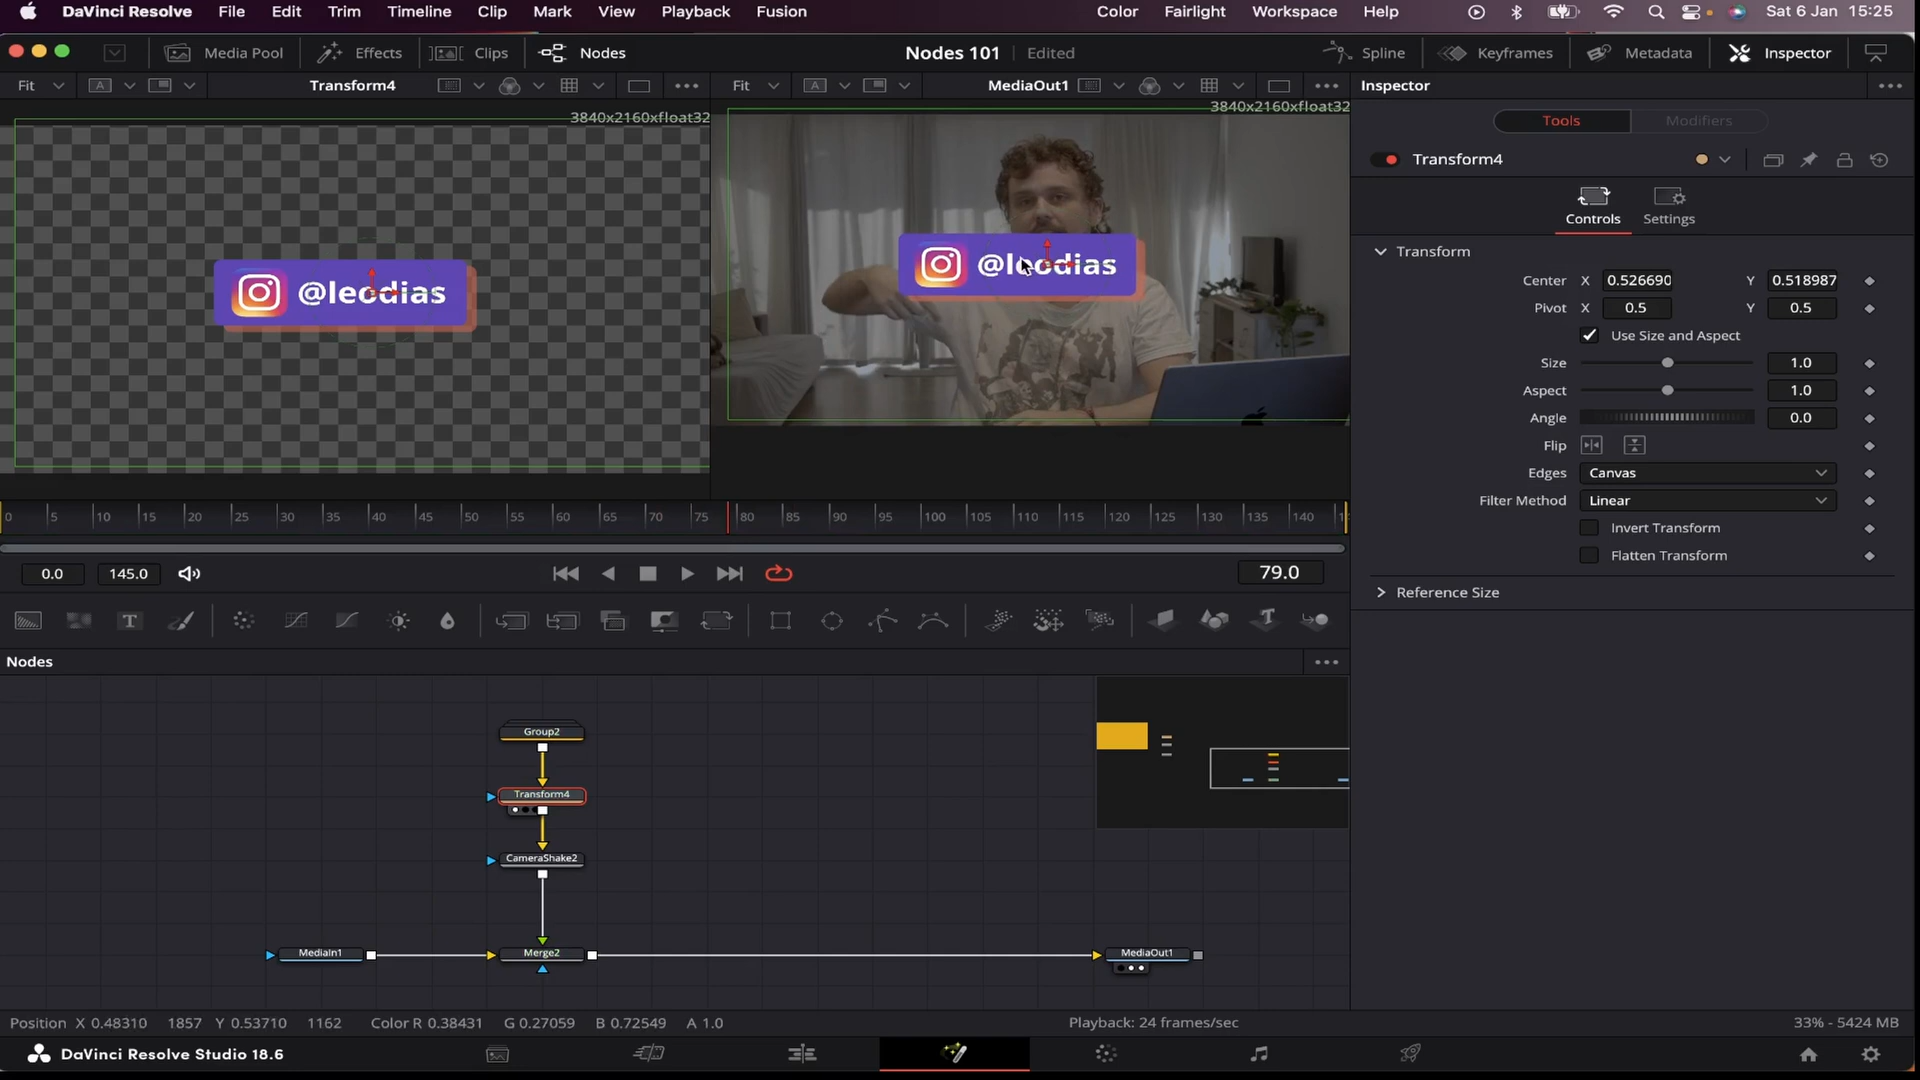 DaVinci Resolve File Edit Trim Timeline Clip Mark View Playback Fusion Color Fairlight Workspace Help Sat 6 Jan 15:25
Media Pool Effects Clips Nodes Nodes 101 Edited Spline Keyframes Metadata Inspector
Fit A Transform4 Fit A MediaOut1 Inspector
3840x2160xfloat32 3840x2160xfloat32
Tools Modifiers
Transform4
Controls Settings
@leodias
@leodias
Transform
Center X 0.526690 Y 0.518987
Pivot X 0.5 Y 0.5
Use Size and Aspect
Size 1.0
Aspect 1.0
Angle 0.0
Flip
Edges Canvas
Filter Method Linear
Invert Transform
Flatten Transform
Reference Size
0 5 10 15 20 25 30 35 40 45 50 55 60 65 70 75 80 85 90 95 100 105 110 115 120 125 130 135 140
0.0 145.0 79.0
T T
Nodes
Group2
Transform4
CameraShake2
MediaIn1 Merge2 MediaOut1
Position X 0.48310 1857 Y 0.53710 1162 Color R 0.38431 G 0.27059 B 0.72549 A 1.0 Playback: 24 frames/sec 33% - 5424 MB
DaVinci Resolve Studio 18.6